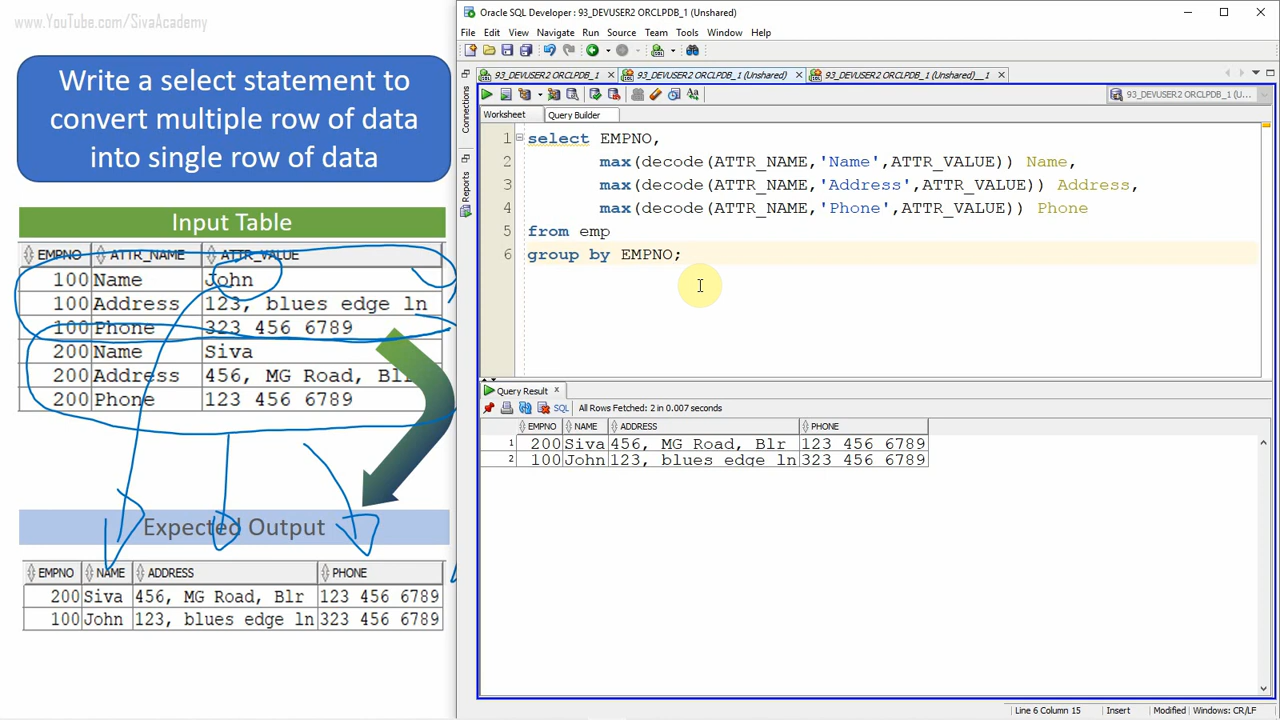 www.YouTube.com/SivaAcademy
Write a select statement to
convert multiple row of data
into single row of data
Input Table
EMPNO ATTR_NAME ATTR_VALUE
100 Name John
100 Address 123, blues edge ln
100 Phone 323 456 6789
200 Name Siva
200 Address 456, MG Road, Blr
200 Phone 123 456 6789
Expected Output
EMPNO NAME ADDRESS PHONE
200 Siva 456, MG Road, Blr 123 456 6789
100 John 123, blues edge ln 323 456 6789
Oracle SQL Developer: 93_DEVUSER2 ORCLPDB_1 (Unshared)
File Edit View Navigate Run Source Team Tools Window Help
93_DEVUSER2 ORCLPDB_1 93_DEVUSER2 ORCLPDB_1 (Unshared) 93_DEVUSER2 ORCLPDB_1 (Unshared)__1
93_DEVUSER2 ORCLPDB_1 (U...
Connections
Reports
Worksheet Query Builder
1 select EMPNO,
2 max(decode(ATTR_NAME,'Name',ATTR_VALUE)) Name,
3 max(decode(ATTR_NAME,'Address',ATTR_VALUE)) Address,
4 max(decode(ATTR_NAME,'Phone',ATTR_VALUE)) Phone
5 from emp
6 group by EMPNO;
Query Result
SQL All Rows Fetched: 2 in 0.007 seconds
EMPNO NAME ADDRESS PHONE
1 200 Siva 456, MG Road, Blr 123 456 6789
2 100 John 123, blues edge ln 323 456 6789
Line 6 Column 15 Insert Modified Windows: CR/LF